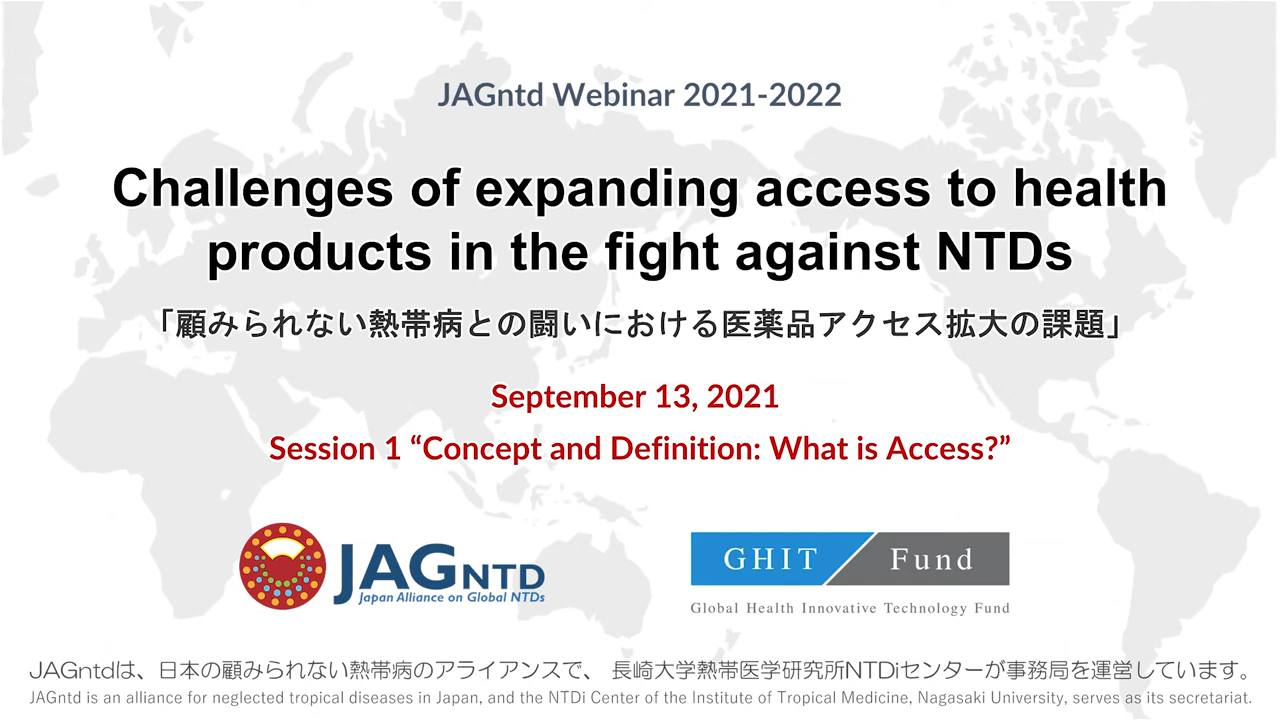 JAGntd Webinar 2021-2022
Challenges of expanding access to health
products in the fight against NTDs
「顧みられない熱帯病との闘いにおける医薬品アクセス拡大の課題」
September 13, 2021
Session 1 “Concept and Definition: What is Access?”
JAGNTD
Japan Alliance on Global NTDs
GHIT Fund
Global Health Innovative Technology Fund
JAGntdは、日本の顧みられない熱帯病のアライアンスで、 長崎大学熱帯医学研究所NTDiセンターが事務局を運営しています。
JAGntd is an alliance for neglected tropical diseases in Japan, and the NTDi Center of the Institute of Tropical Medicine, Nagasaki University, serves as its secretariat.